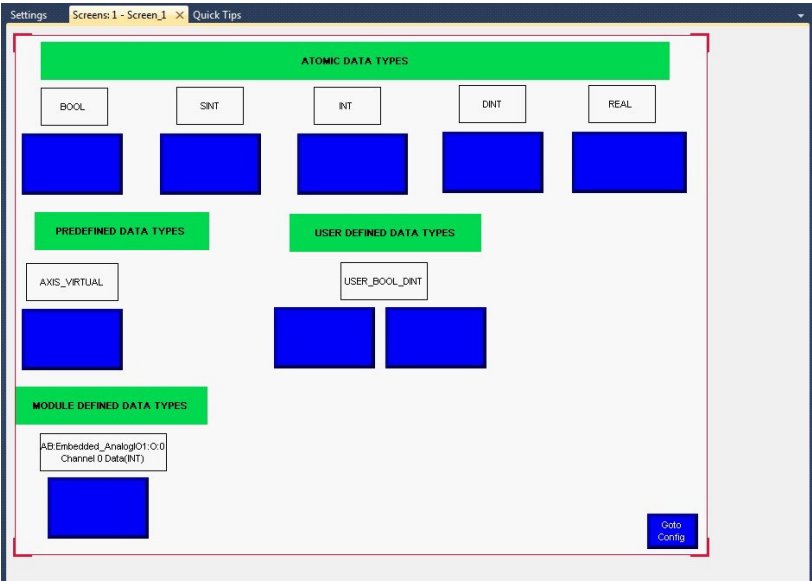 Settings
Screens: 1 - Screen_1
Quick Tips
ATOMIC DATA TYPES
BOOL
SINT
INT
DINT
REAL
PREDEFINED DATA TYPES
USER DEFINED DATA TYPES
AXIS_VIRTUAL
USER_BOOL_DINT
MODULE DEFINED DATA TYPES
AB:Embedded_AnalogIO1:O:0
Channel 0 Data(INT)
Goto
Config